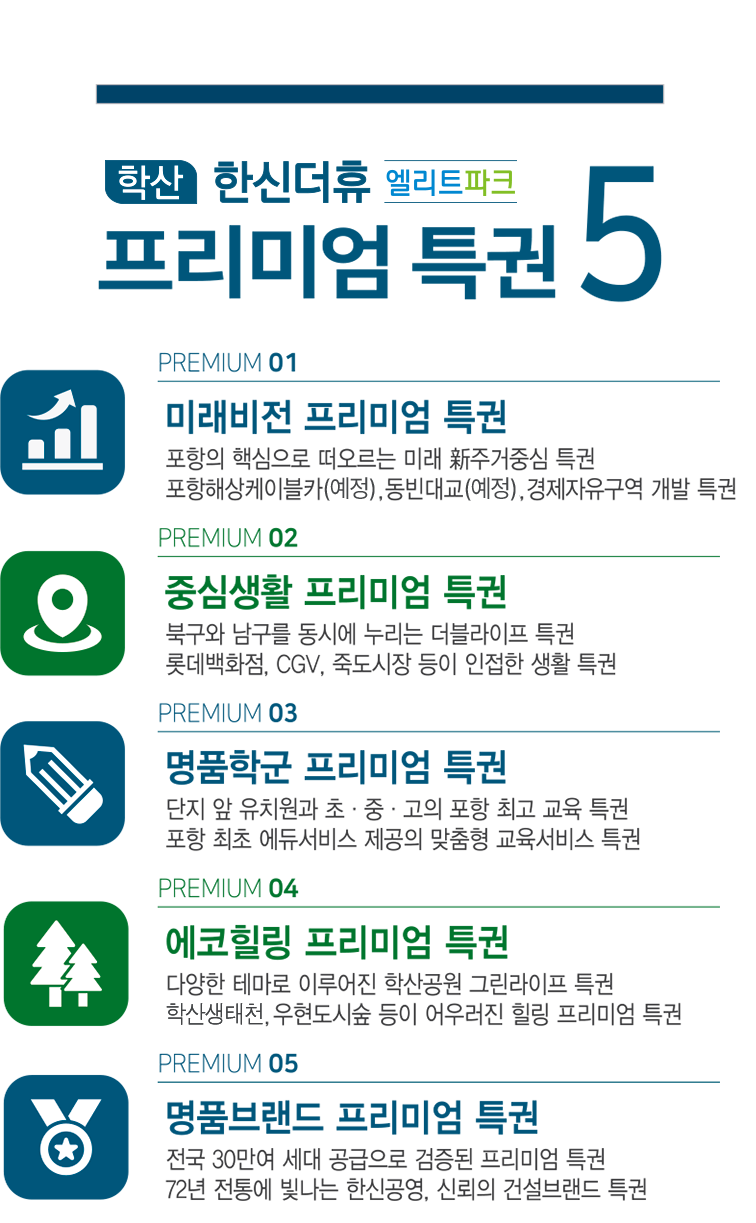 학산 한신더휴 엘리트파크
프리미엄 특권 5
PREMIUM 01
미래비전 프리미엄 특권
포항의 핵심으로 떠오르는 미래 新주거중심 특권
포항해상케이블카(예정),동빈대교(예정),경제자유구역 개발 특권
PREMIUM 02
중심생활 프리미엄 특권
북구와 남구를 동시에 누리는 더블라이프 특권
롯데백화점, CGV, 죽도시장 등이 인접한 생활 특권
PREMIUM 03
명품학군 프리미엄 특권
단지 앞 유치원과 초 · 중 · 고의 포항 최고 교육 특권
포항 최초 에듀서비스 제공의 맞춤형 교육서비스 특권
PREMIUM 04
에코힐링 프리미엄 특권
다양한 테마로 이루어진 학산공원 그린라이프 특권
학산생태천, 우현도시숲 등이 어우러진 힐링 프리미엄 특권
PREMIUM 05
명품브랜드 프리미엄 특권
전국 30만여 세대 공급으로 검증된 프리미엄 특권
72년 전통에 빛나는 한신공영, 신뢰의 건설브랜드 특권